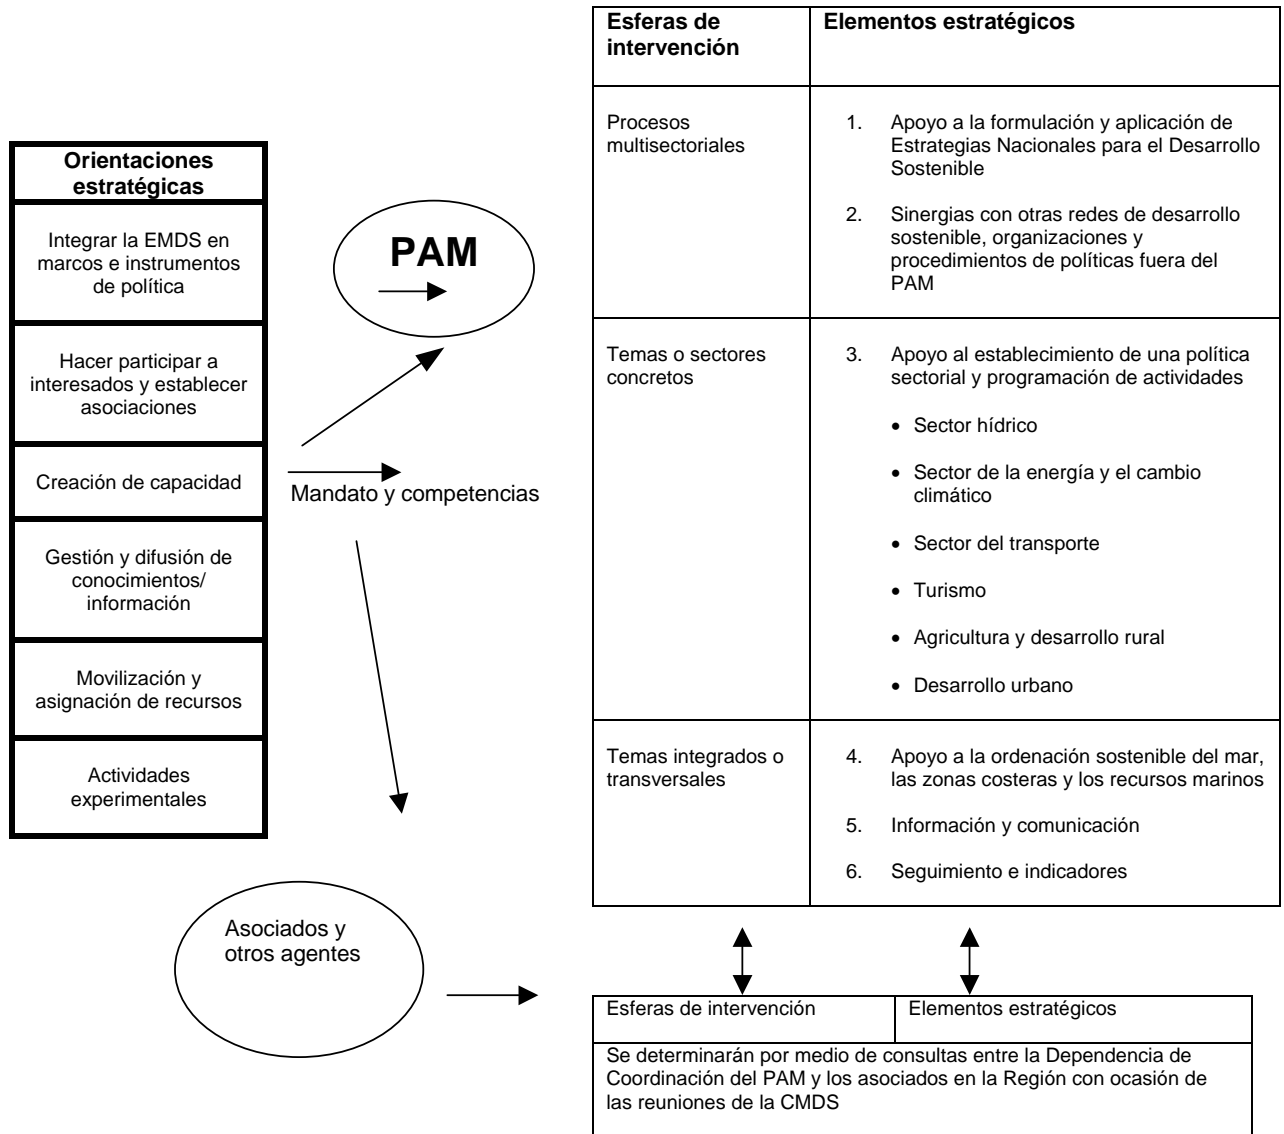 Orientaciones
estratégicas
Integrar la EMDS en
marcos e instrumentos
de política
Hacer participar a
interesados y establecer
asociaciones
Creación de capacidad
Gestión y difusión de
conocimientos/
información
Movilización y
asignación de recursos
Actividades
experimentales
PAM
Mandato y competencias
Asociados y
otros agentes
Esferas de
intervención
Elementos estratégicos
Procesos
multisectoriales
1. Apoyo a la formulación y aplicación de
Estrategias Nacionales para el Desarrollo
Sostenible
2. Sinergias con otras redes de desarrollo
sostenible, organizaciones y
procedimientos de políticas fuera del
PAM
Temas o sectores
concretos
3. Apoyo al establecimiento de una política
sectorial y programación de actividades
• Sector hídrico
• Sector de la energía y el cambio
climático
• Sector del transporte
• Turismo
• Agricultura y desarrollo rural
• Desarrollo urbano
Temas integrados o
transversales
4. Apoyo a la ordenación sostenible del mar,
las zonas costeras y los recursos marinos
5. Información y comunicación
6. Seguimiento e indicadores
Esferas de intervención
Elementos estratégicos
Se determinarán por medio de consultas entre la Dependencia de
Coordinación del PAM y los asociados en la Región con ocasión de
las reuniones de la CMDS